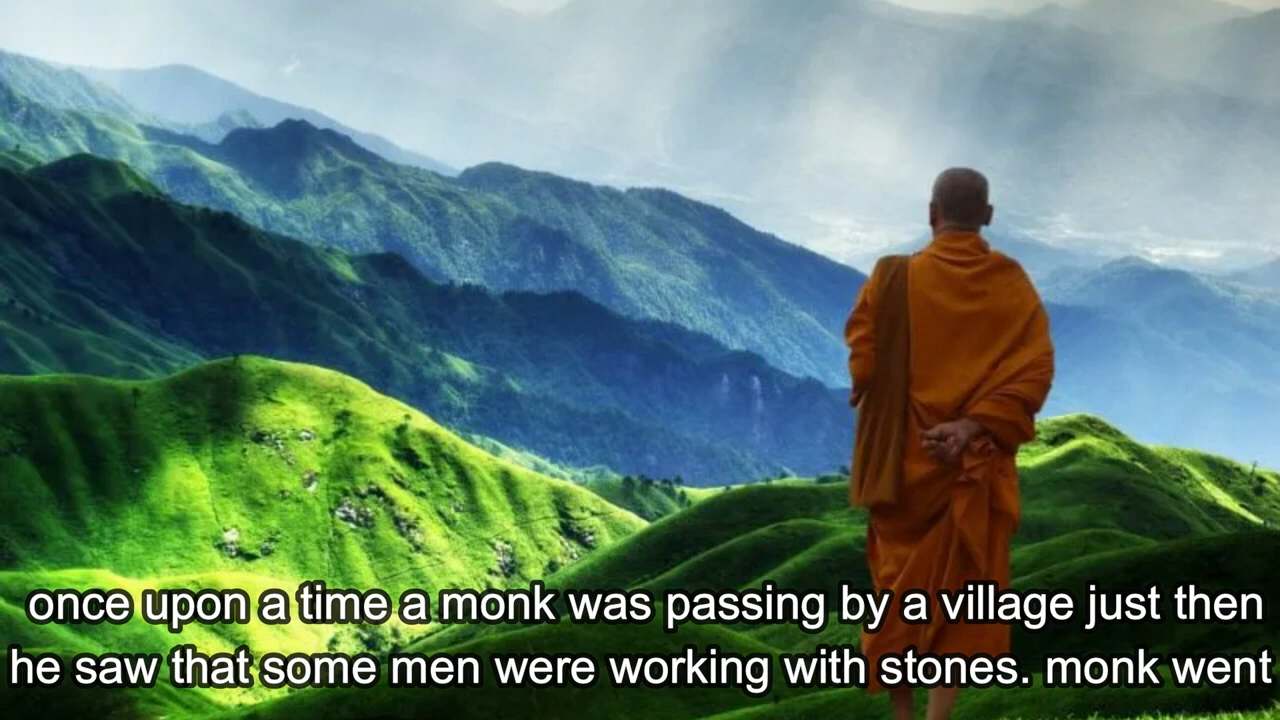 once upon a time a monk was passing by a village just then
he saw that some men were working with stones. monk went